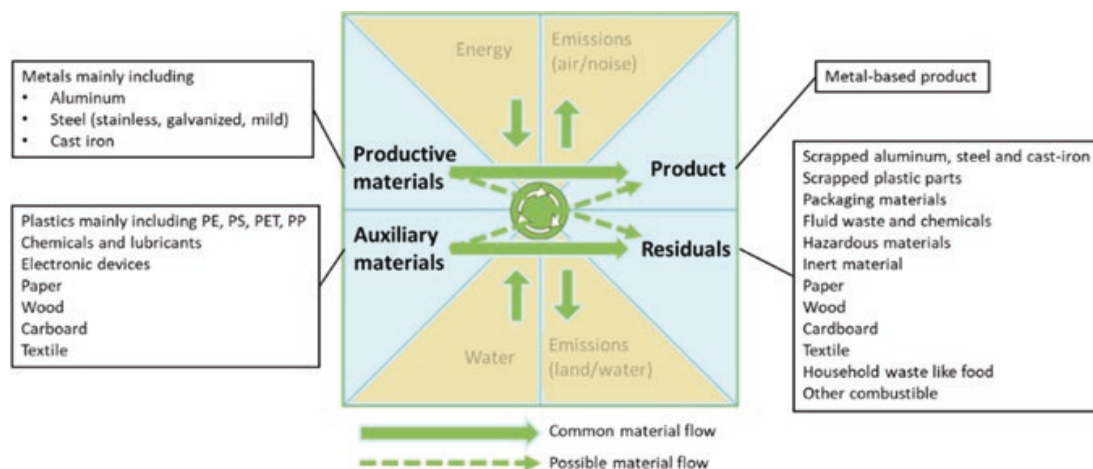 Metals mainly including
• Aluminum
• Steel (stainless, galvanized, mild)
• Cast iron
Plastics mainly including PE, PS, PET, PP
Chemicals and lubricants
Electronic devices
Paper
Wood
Carboard
Textile
Energy
Emissions
(air/noise)
Productive
materials
Product
Auxiliary
materials
Residuals
Water
Emissions
(land/water)
Metal-based product
Scrapped aluminum, steel and cast-iron
Scrapped plastic parts
Packaging materials
Fluid waste and chemicals
Hazardous materials
Inert material
Paper
Wood
Cardboard
Textile
Household waste like food
Other combustible
Common material flow
Possible material flow